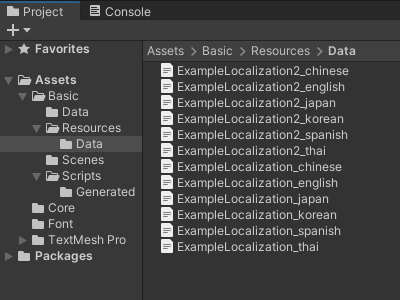 Project
Console
Favorites
Assets
Basic
Data
Resources
Data
Scenes
Scripts
Generated
Core
Font
TextMesh Pro
Packages
Assets > Basic > Resources > Data
ExampleLocalization2_chinese
ExampleLocalization2_english
ExampleLocalization2_japan
ExampleLocalization2_korean
ExampleLocalization2_spanish
ExampleLocalization2_thai
ExampleLocalization_chinese
ExampleLocalization_english
ExampleLocalization_japan
ExampleLocalization_korean
ExampleLocalization_spanish
ExampleLocalization_thai